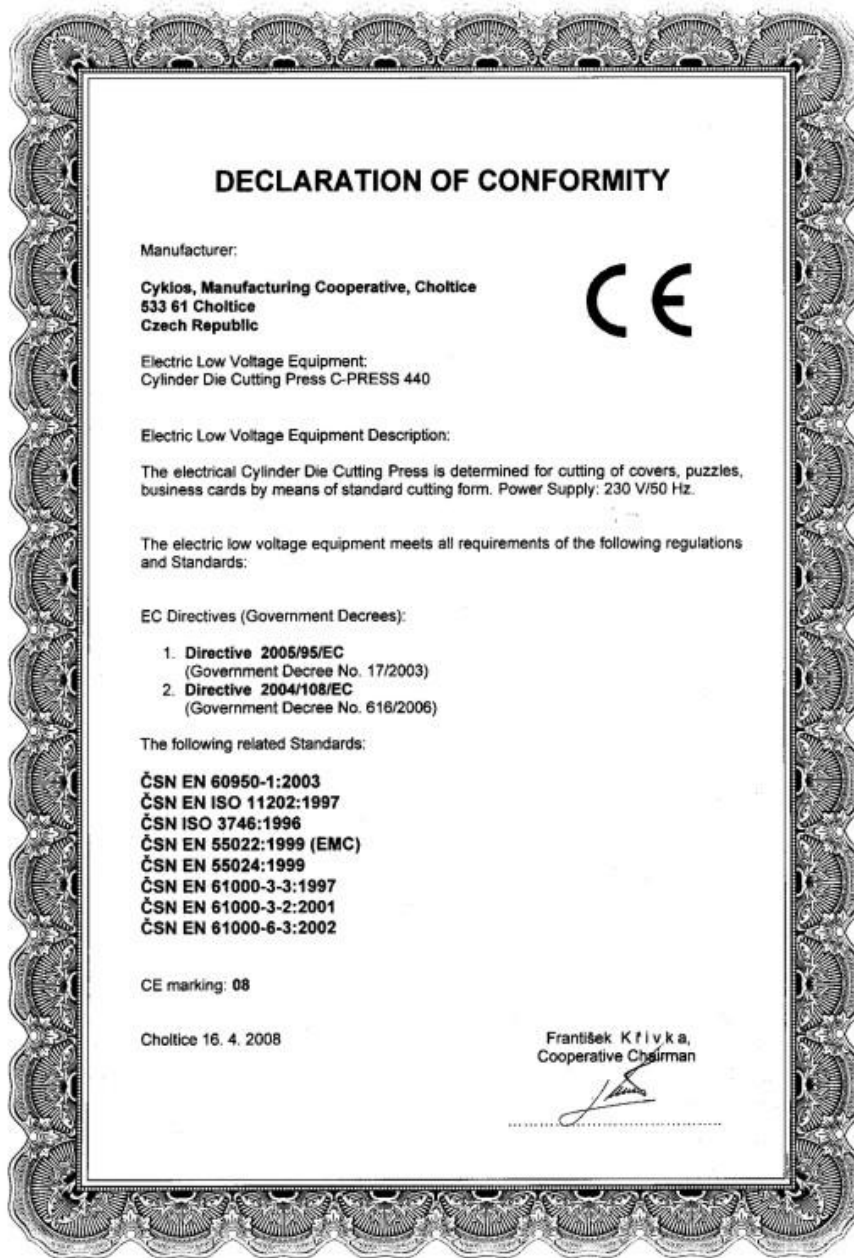 DECLARATION OF CONFORMITY
Manufacturer:
Cyklos, Manufacturing Cooperative, Choltice
533 61 Choltice
Czech Republic
CE
Electric Low Voltage Equipment:
Cylinder Die Cutting Press C-PRESS 440
Electric Low Voltage Equipment Description:
The electrical Cylinder Die Cutting Press is determined for cutting of covers, puzzles,
business cards by means of standard cutting form. Power Supply: 230 V/50 Hz.
The electric low voltage equipment meets all requirements of the following regulations
and Standards:
EC Directives (Government Decrees):
1. Directive 2005/95/EC
(Government Decree No. 17/2003)
2. Directive 2004/108/EC
(Government Decree No. 616/2006)
The following related Standards:
ČSN EN 60950-1:2003
ČSN EN ISO 11202:1997
ČSN ISO 3746:1996
ČSN EN 55022:1999 (EMC)
ČSN EN 55024:1999
ČSN EN 61000-3-3:1997
ČSN EN 61000-3-2:2001
ČSN EN 61000-6-3:2002
CE marking: 08
Choltice 16. 4. 2008
František K ř i v k a,
Cooperative Chairman